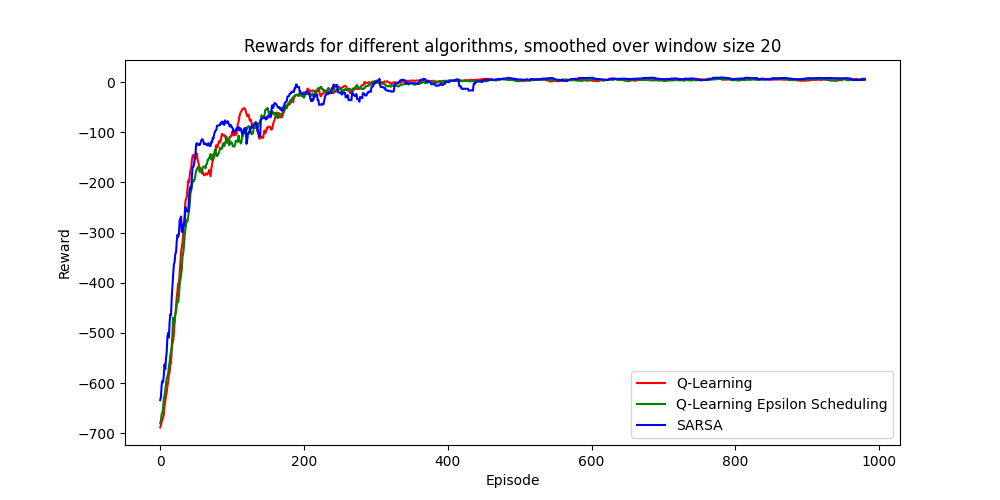 Rewards for different algorithms, smoothed over window size 20
0
−100
−200
−300
−400
−500
−600
−700
Reward
0 200 400 600 800 1000
Episode
Q-Learning
Q-Learning Epsilon Scheduling
SARSA